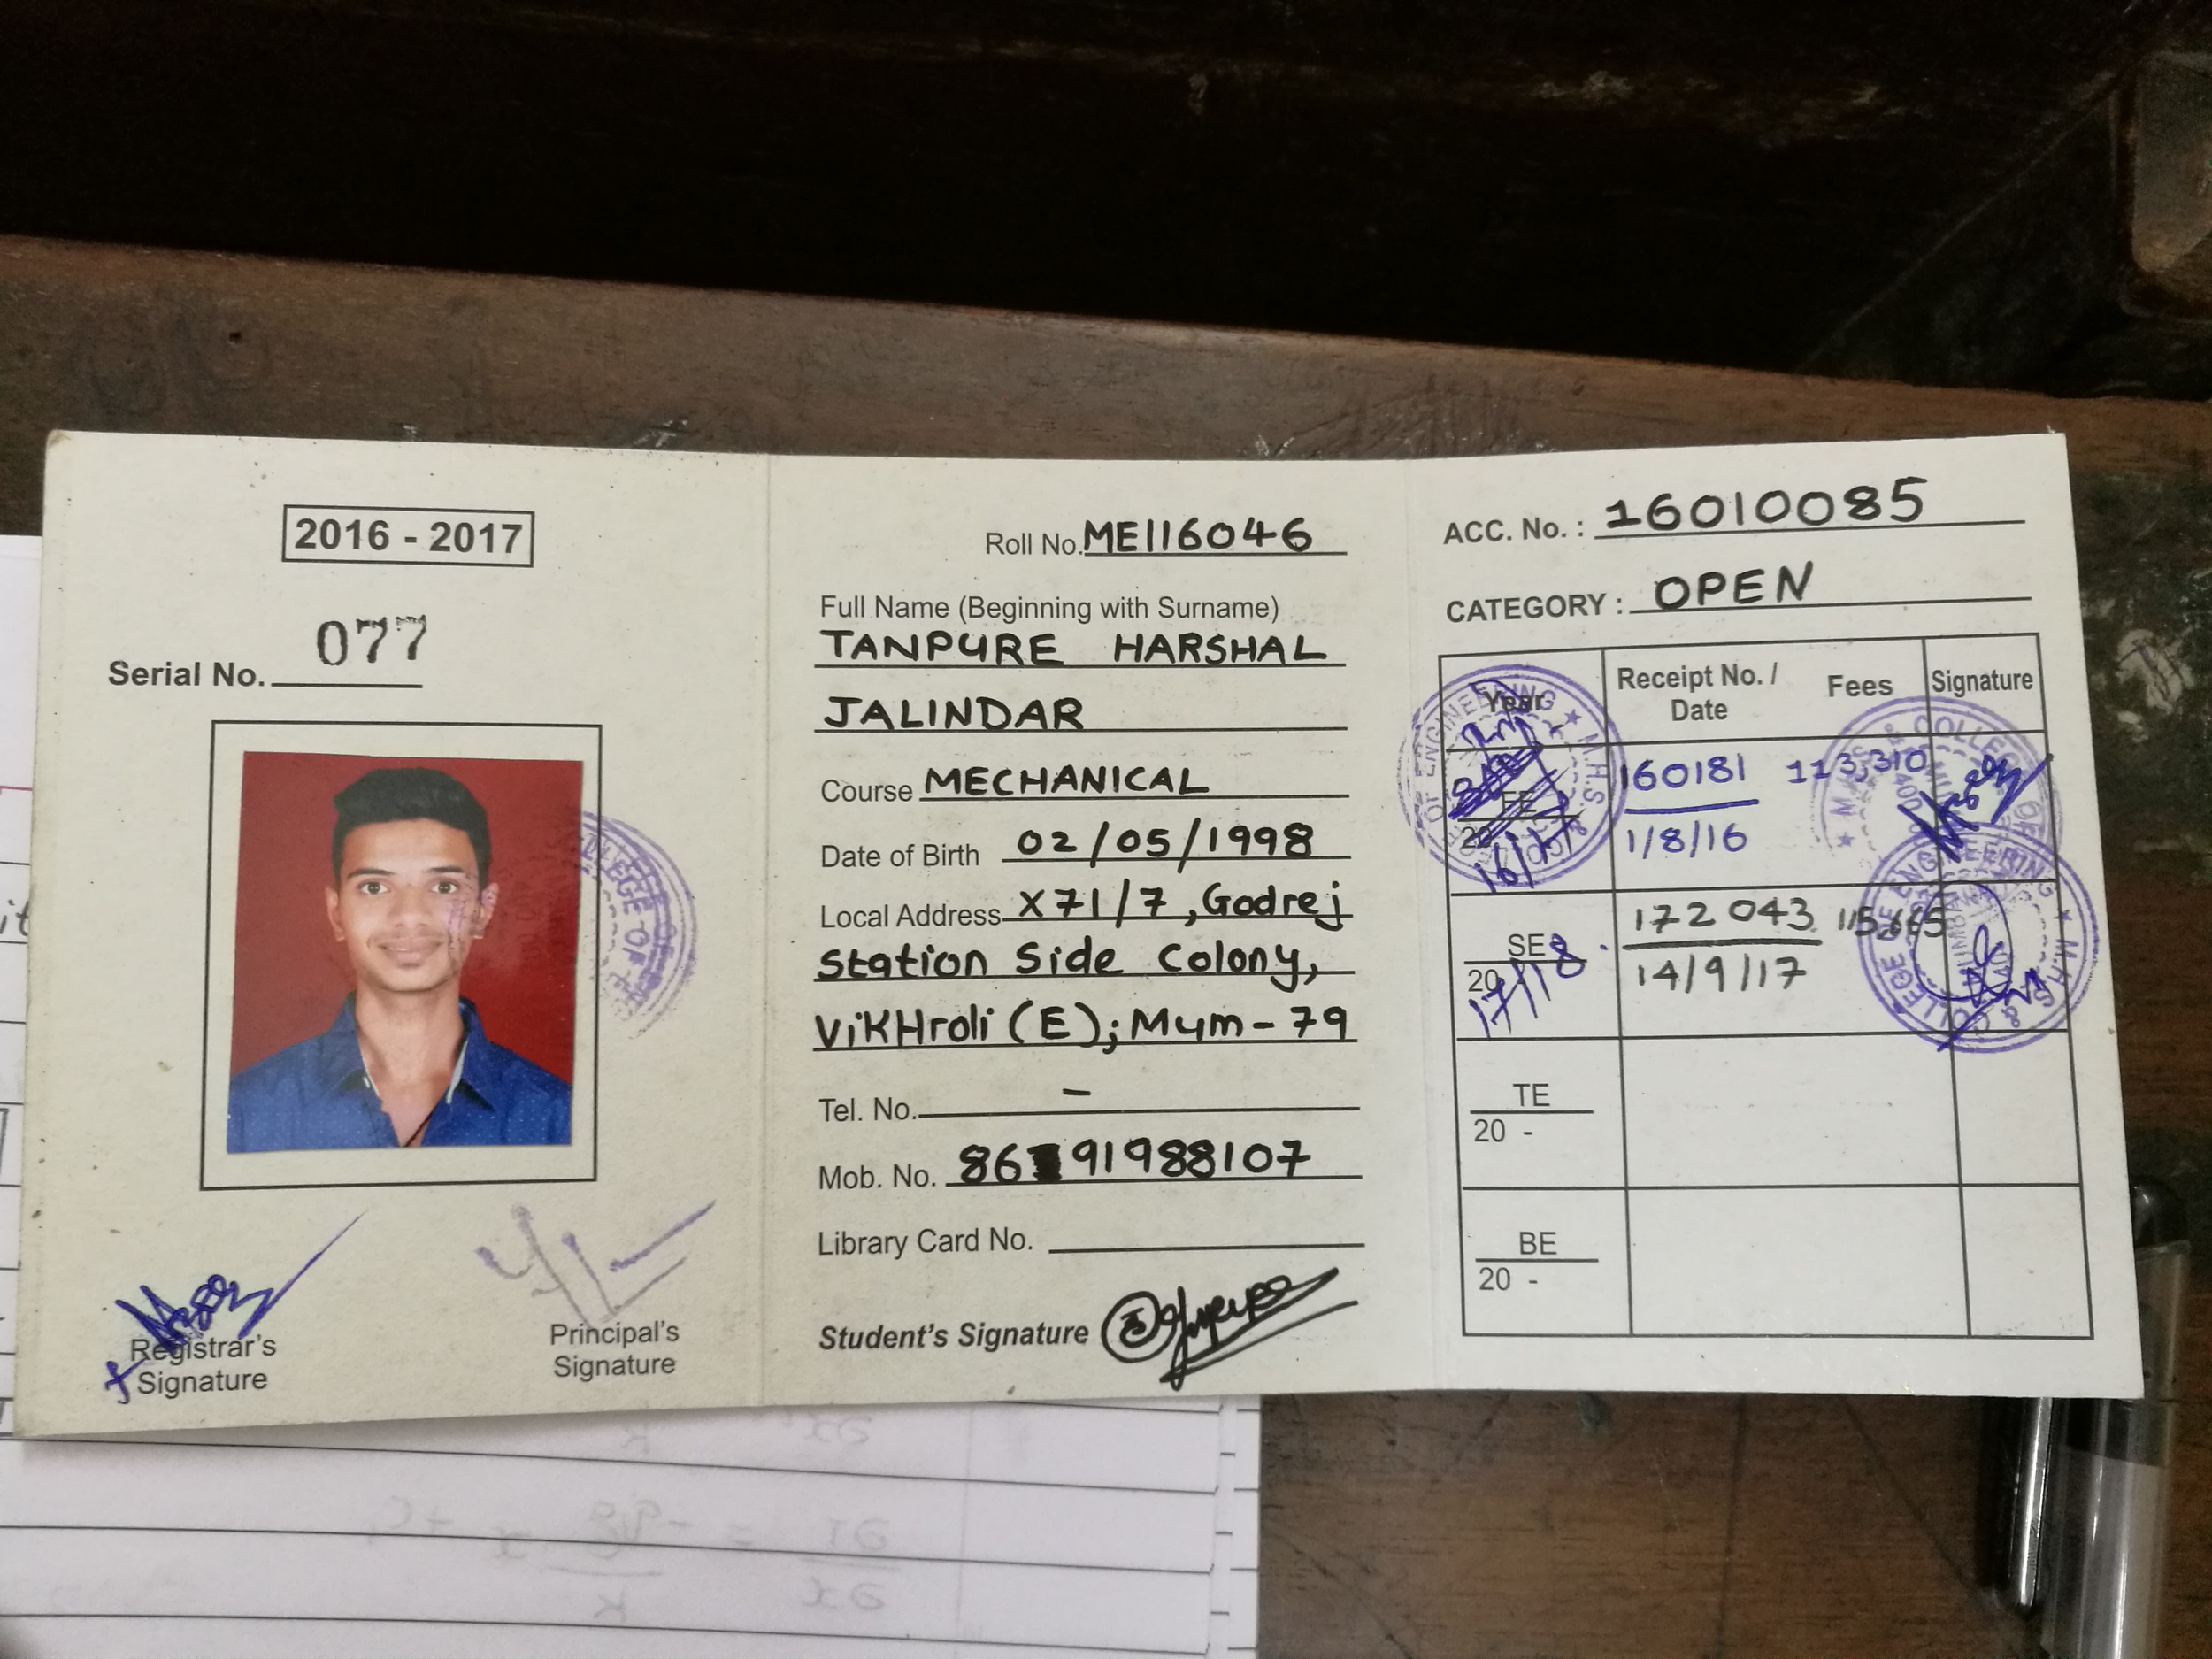 2016 - 2017
Serial No. 077
Registrar's
Signature
Principal's
Signature
Roll No. ME116046
Full Name (Beginning with Surname)
TANPURE HARSHAL
JALINDAR
Course MECHANICAL
Date of Birth 02/05/1998
Local Address X71/7, Godrej
Station Side Colony,
ViKHroli (E); Mum-79
Tel. No. -
Mob. No. 86 91988107
Library Card No.
Student's Signature
ACC. No. : 16010085
CATEGORY : OPEN
Year Receipt No. / Date Fees Signature
FE 20 16/17 160181 1/8/16 113,310
SE 20 17/18 172043 14/9/17 115,665
TE
20 -
BE
20 -